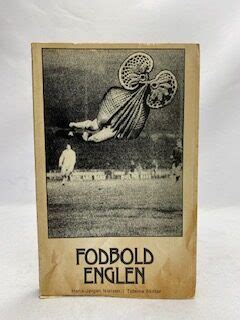 FODBOLD
ENGLEN
Hans-Jørgen Nielsen / Tiderne Skifter